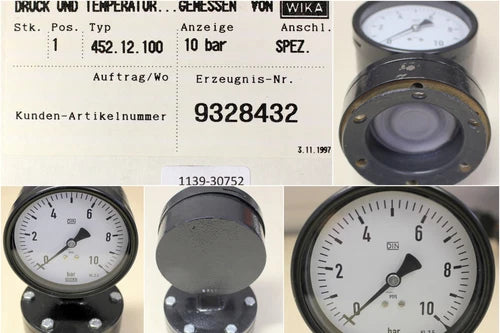 DRUCK UND TEMPERATUR... GEMESSEN VON WIKA
Stk. Pos. Typ Anzeige Anschl.
1 452.12.100 10 bar SPEZ.
Auftrag/Wo Erzeugnis-Nr.
Kunden-Artikelnummer 9328432
3.11.1997
1139-30752
0 2 4 6 8 10
DIN
bar
0 2 4 6 8 10
DIN
bar